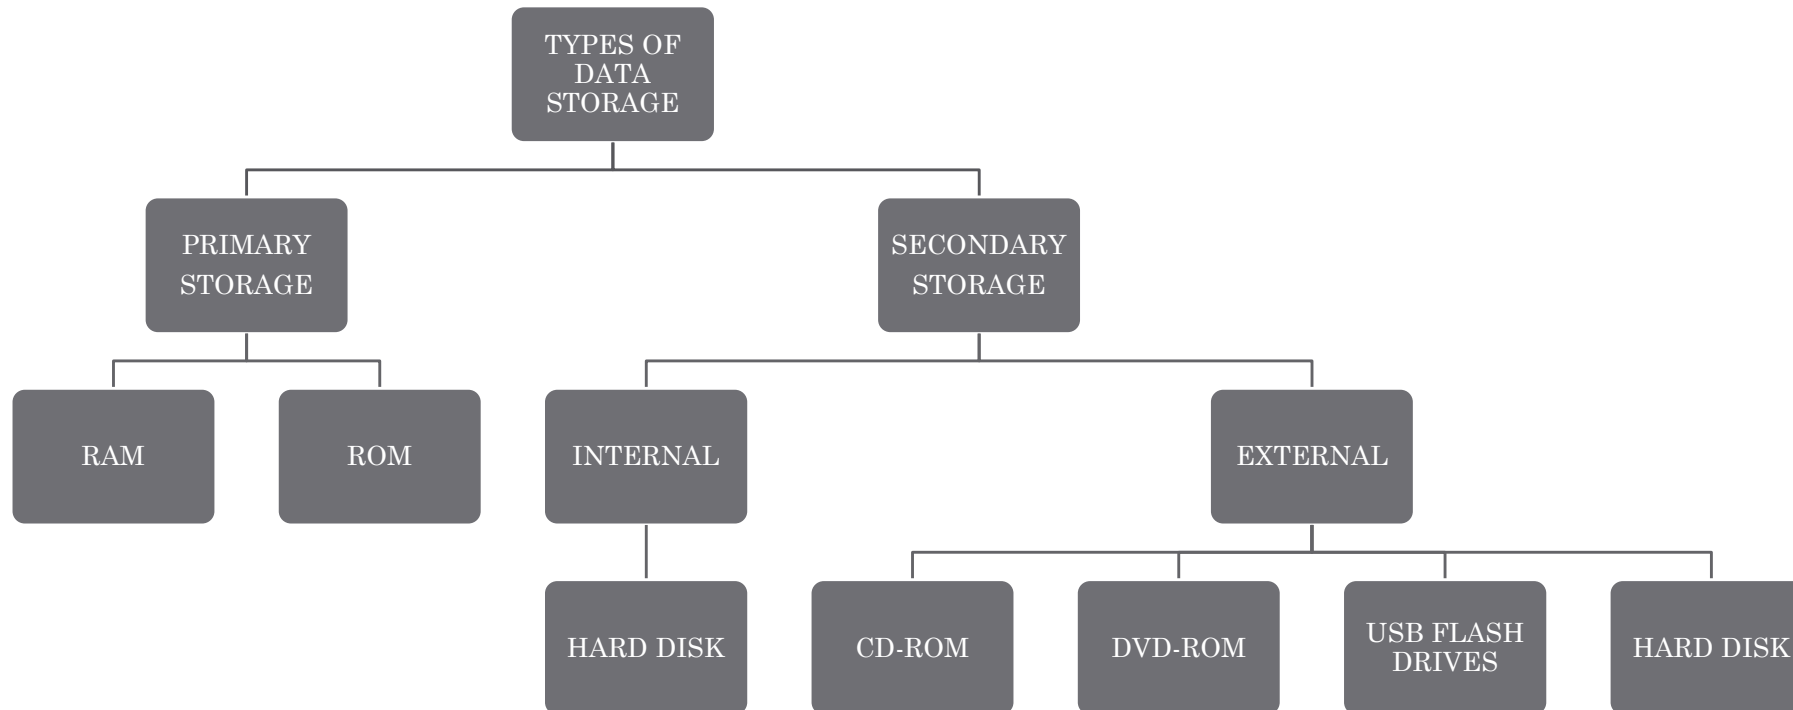 TYPES OF
DATA
STORAGE
PRIMARY
STORAGE
SECONDARY
STORAGE
RAM
ROM
INTERNAL
EXTERNAL
HARD DISK
CD-ROM
DVD-ROM
USB FLASH
DRIVES
HARD DISK